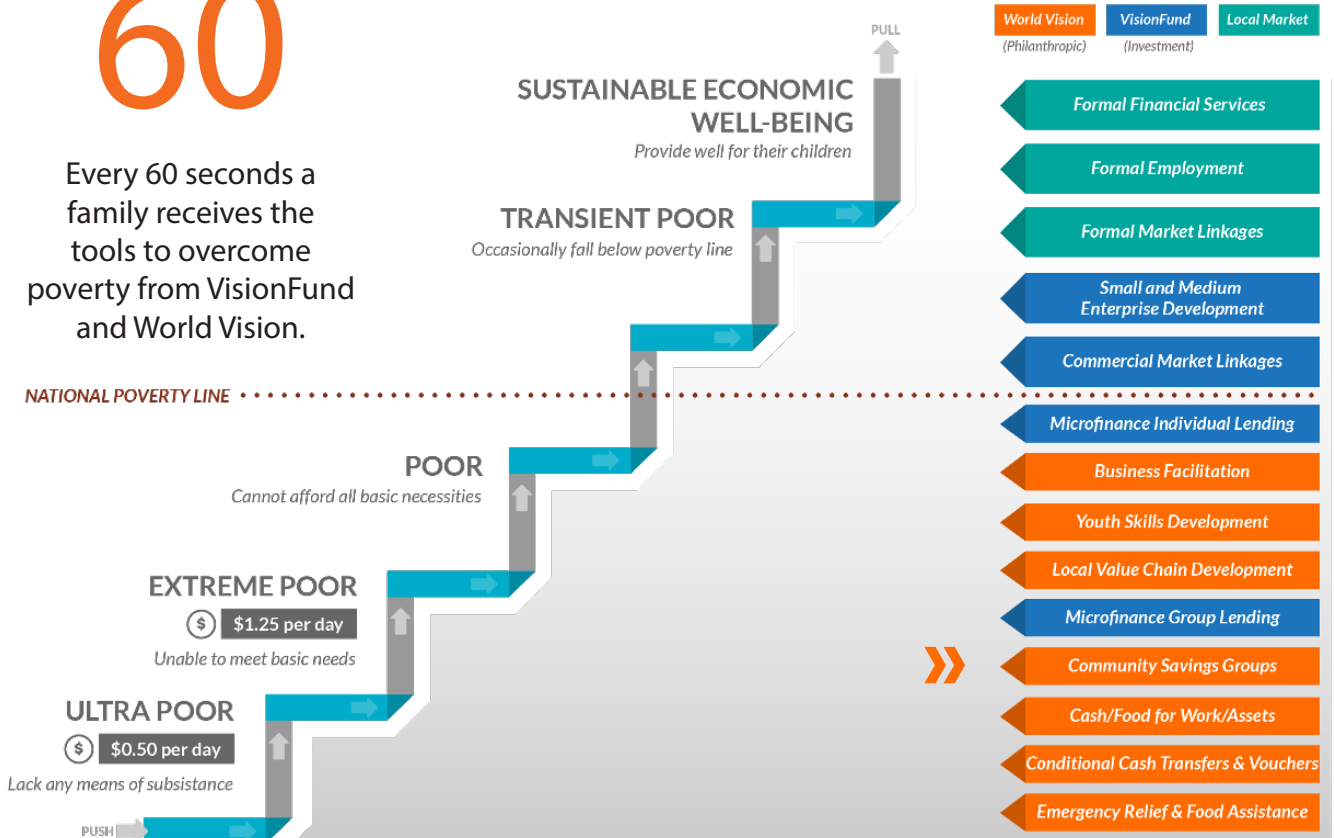 60
Every 60 seconds a
family receives the
tools to overcome
poverty from VisionFund
and World Vision.
World Vision
(Philanthropic)
VisionFund
(Investment)
Local Market
PULL
SUSTAINABLE ECONOMIC
WELL-BEING
Provide well for their children
TRANSIENT POOR
Occasionally fall below poverty line
NATIONAL POVERTY LINE
POOR
Cannot afford all basic necessities
EXTREME POOR
$ $1.25 per day
Unable to meet basic needs
ULTRA POOR
$ $0.50 per day
Lack any means of subsistance
PUSH
Formal Financial Services
Formal Employment
Formal Market Linkages
Small and Medium
Enterprise Development
Commercial Market Linkages
Microfinance Individual Lending
Business Facilitation
Youth Skills Development
Local Value Chain Development
Microfinance Group Lending
Community Savings Groups
Cash/Food for Work/Assets
Conditional Cash Transfers & Vouchers
Emergency Relief & Food Assistance